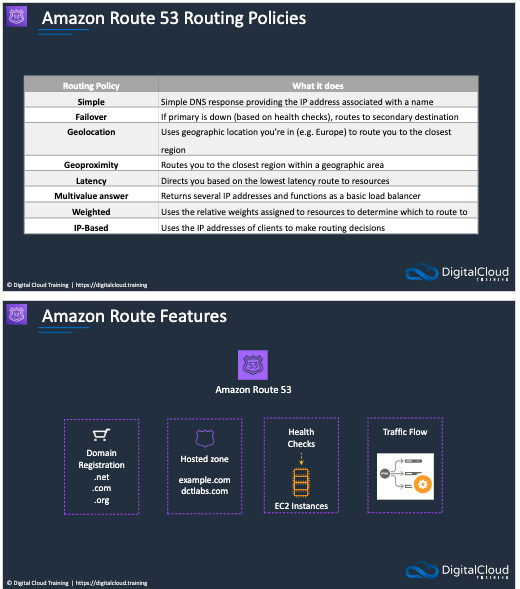 Amazon Route 53 Routing Policies
Routing Policy What it does
Simple Simple DNS response providing the IP address associated with a name
Failover If primary is down (based on health checks), routes to secondary destination
Geolocation Uses geographic location you're in (e.g. Europe) to route you to the closest
region
Geoproximity Routes you to the closest region within a geographic area
Latency Directs you based on the lowest latency route to resources
Multivalue answer Returns several IP addresses and functions as a basic load balancer
Weighted Uses the relative weights assigned to resources to determine which to route to
IP-Based Uses the IP addresses of clients to make routing decisions
© Digital Cloud Training | https://digitalcloud.training
DigitalCloud
TRAINING
Amazon Route Features
53
Amazon Route 53
Domain
Registration
.net
.com
.org
Hosted zone
example.com
dctlabs.com
Health
Checks
EC2 Instances
Traffic Flow
© Digital Cloud Training | https://digitalcloud.training
DigitalCloud
TRAINING